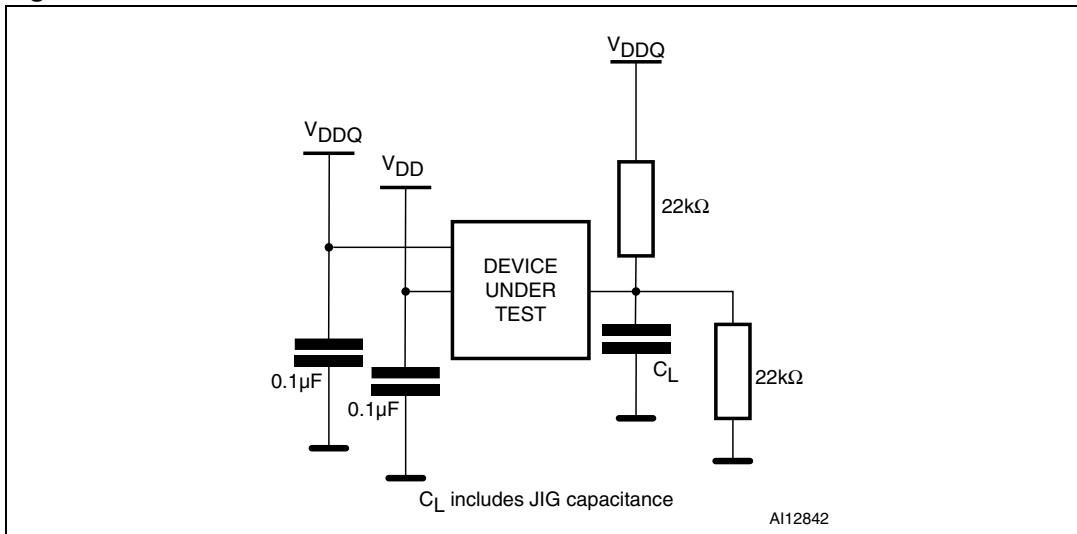 VDDQ
VDDQ
VDD
22kΩ
DEVICE
UNDER
TEST
CL
0.1µF
22kΩ
0.1µF
CL includes JIG capacitance
AI12842